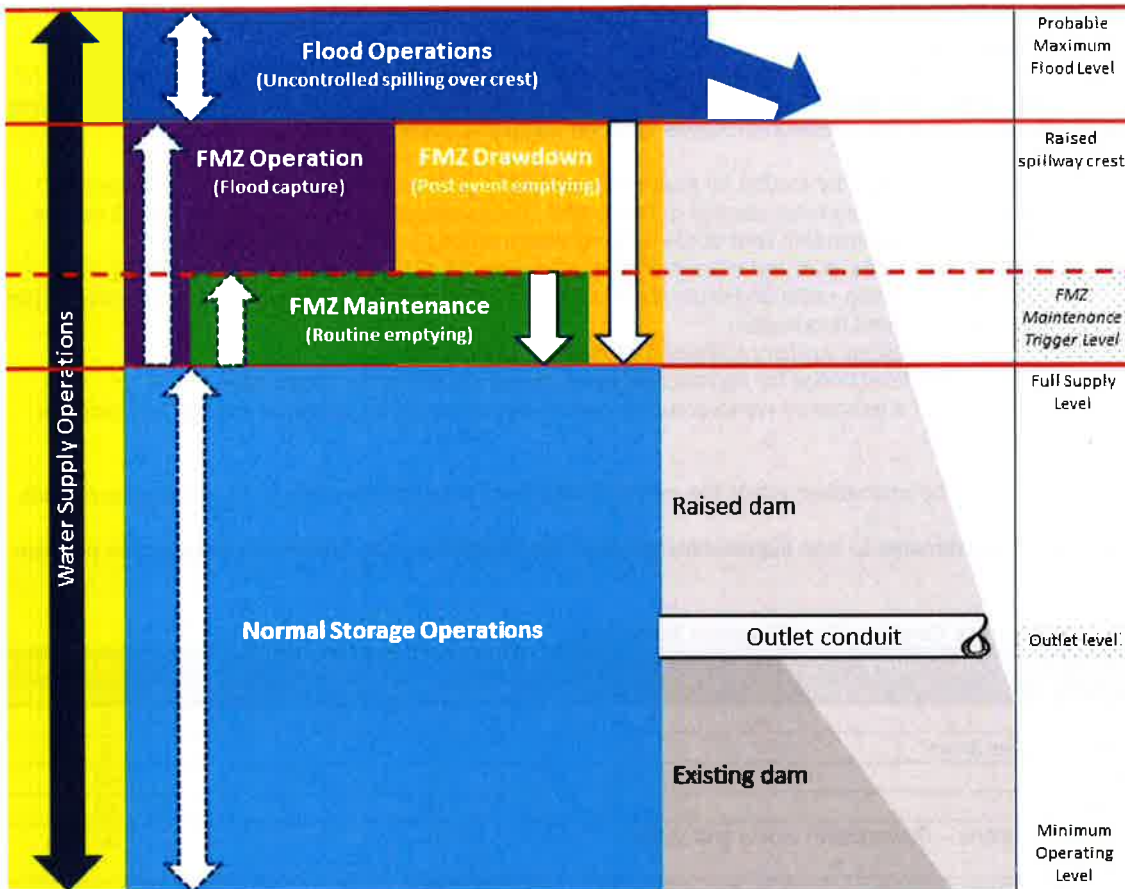 Water Supply Operations
Flood Operations
(Uncontrolled spilling over crest)
FMZ Operation
(Flood capture)
FMZ Drawdown
(Post event emptying)
FMZ Maintenance
(Routine emptying)
Normal Storage Operations
Raised dam
Outlet conduit
Existing dam
Probable
Maximum
Flood Level
Raised
spillway crest
FMZ
Maintenance
Trigger Level
Full Supply
Level
Outlet level
Minimum
Operating
Level